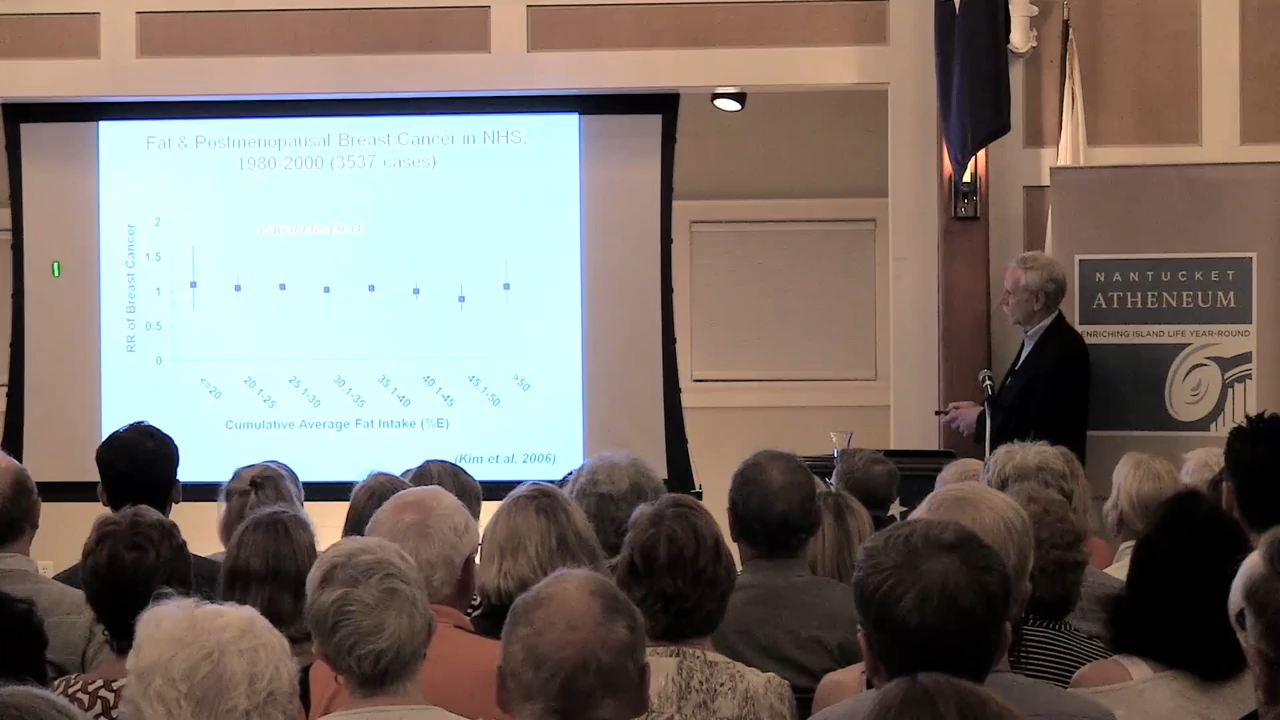 Fat & Postmenopausal Breast Cancer in NHS,
1980-2000 (3537 cases)
2
1.5
1
0.5
0
RR of Breast Cancer
<=20
20.1-25
25.1-30
30.1-35
35.1-40
40.1-45
45.1-50
>50
Cumulative Average Fat Intake (%E)
(Kim et al. 2006)
NANTUCKET
ATHENEUM
ENRICHING ISLAND LIFE YEAR-ROUND